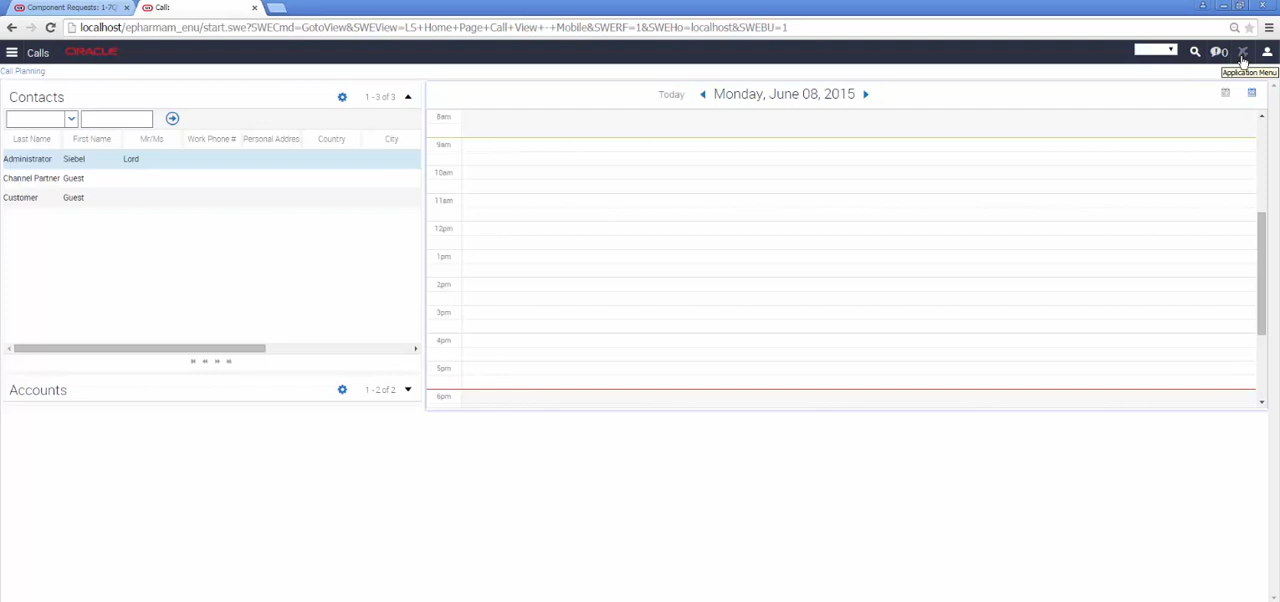 Component Requests: 1-7Q
Call:
localhost/epharmam_enu/start.swe?SWECmd=GotoView&SWEView=LS+Home+Page+Call+View+-+Mobile&SWERF=1&SWEHo=localhost&SWEBU=1
Calls ORACLE 0
Application Menu
Call Planning
Contacts 1 - 3 of 3
Last Name First Name Mr/Ms Work Phone # Personal Addres Country City
Administrator Siebel Lord
Channel Partner Guest
Customer Guest
Accounts 1 - 2 of 2
Today Monday, June 08, 2015
8am
9am
10am
11am
12pm
1pm
2pm
3pm
4pm
5pm
6pm